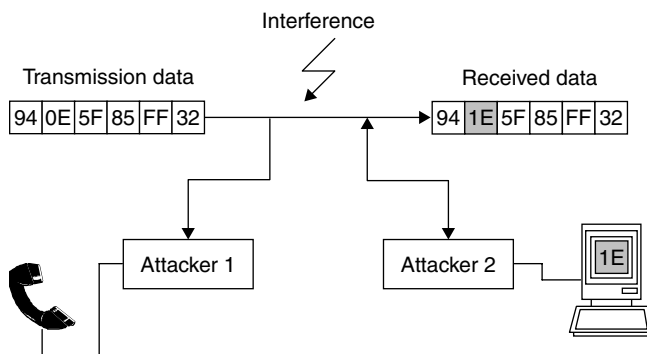 Interference
Transmission data
Received data
94 0E 5F 85 FF 32
94 1E 5F 85 FF 32
Attacker 1
Attacker 2
1E